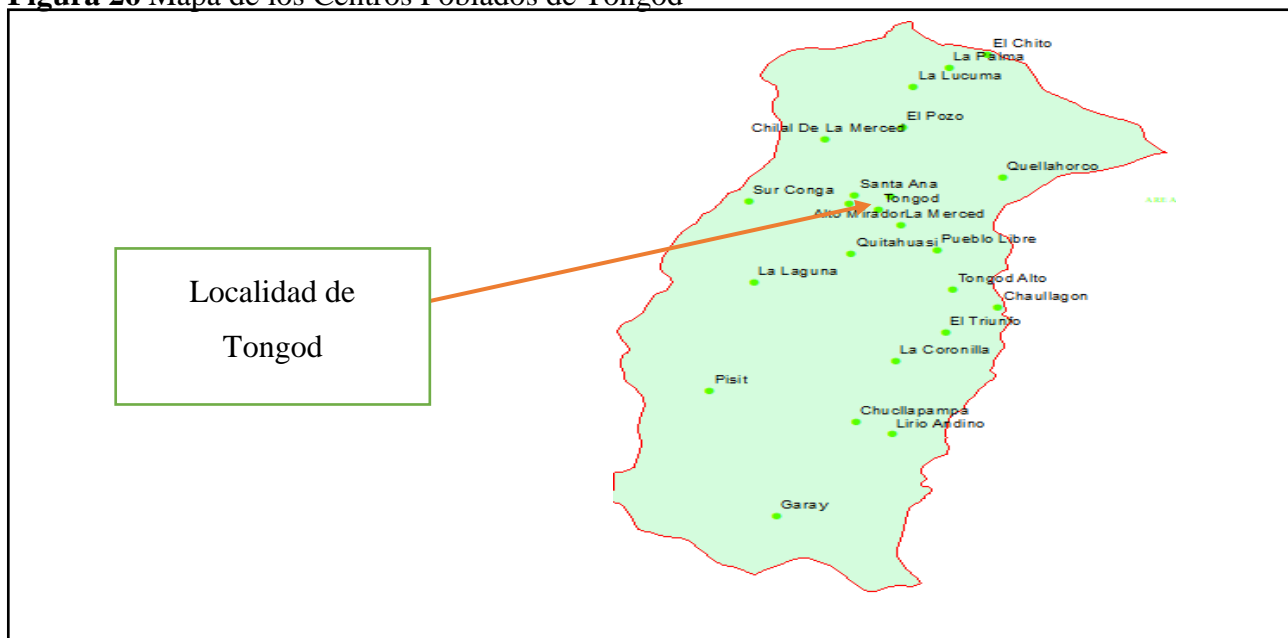 Figura 26 Mapa de los Centros Poblados de Tongod
El Chito
La Palma
La Lucuma
El Pozo
Chilal De La Merced
Quellahorco
Santa Ana
Sur Conga
Tongod
Alto Mirador
La Merced
Quitahuasi
Pueblo Libre
La Laguna
Tongod Alto
Chaullagon
El Triunfo
La Coronilla
Pisit
Chucllapampa
Lirio Andino
Garay
Localidad de
Tongod